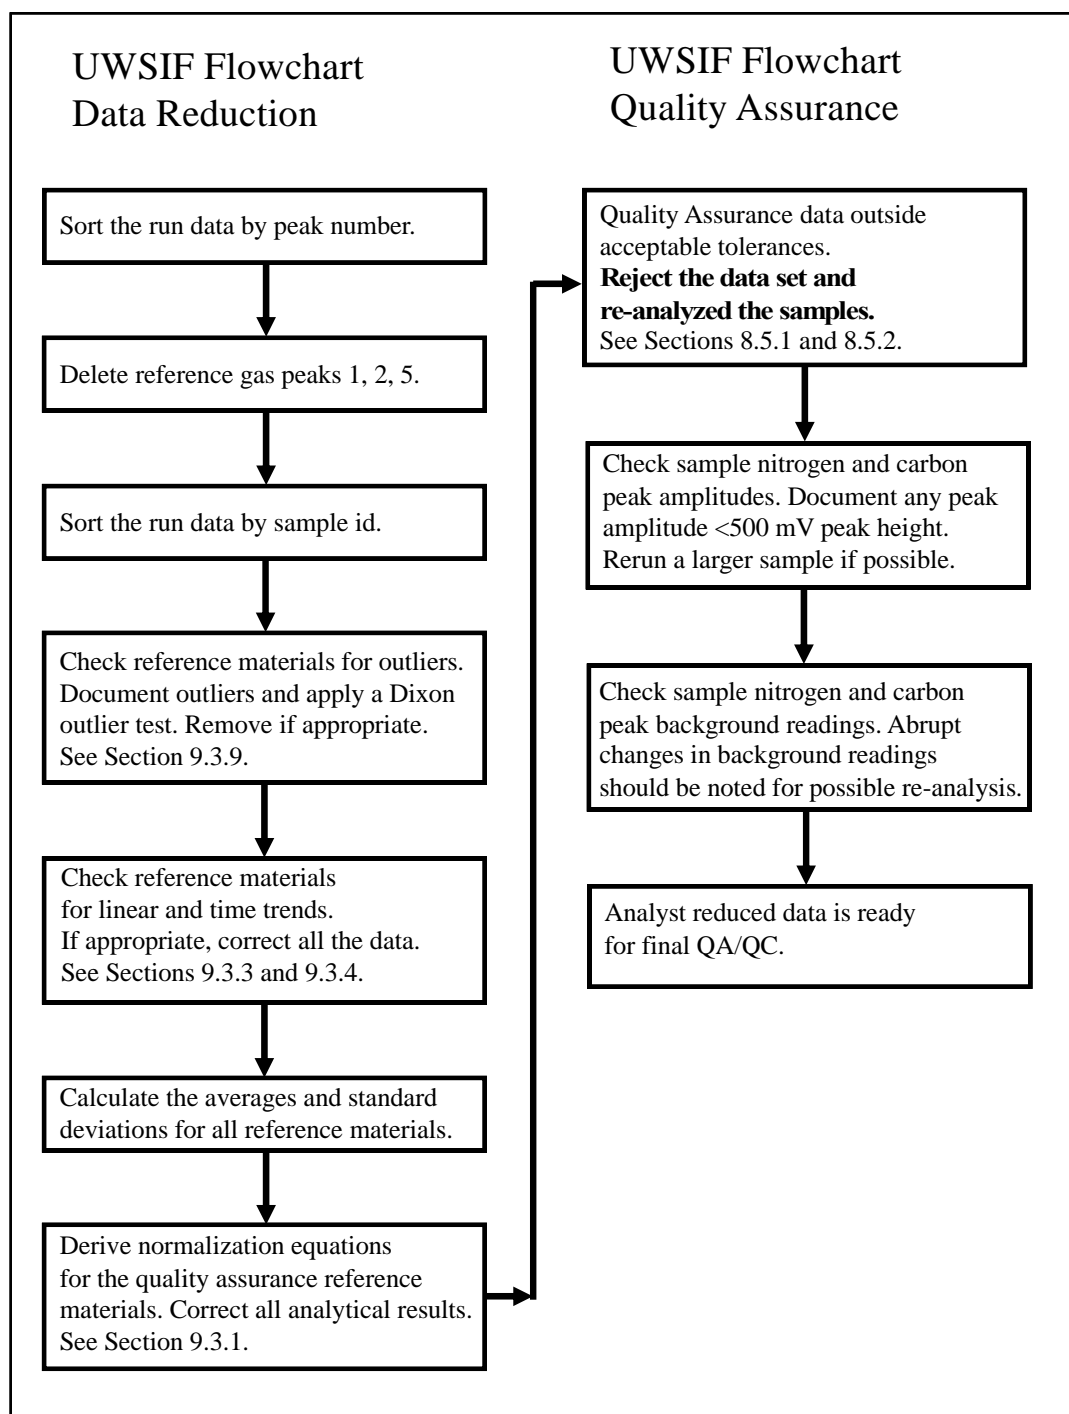 UWSIF Flowchart
Data Reduction
Sort the run data by peak number.
Delete reference gas peaks 1, 2, 5.
Sort the run data by sample id.
Check reference materials for outliers.
Document outliers and apply a Dixon
outlier test. Remove if appropriate.
See Section 9.3.9.
Check reference materials
for linear and time trends.
If appropriate, correct all the data.
See Sections 9.3.3 and 9.3.4.
Calculate the averages and standard
deviations for all reference materials.
Derive normalization equations
for the quality assurance reference
materials. Correct all analytical results.
See Section 9.3.1.
UWSIF Flowchart
Quality Assurance
Quality Assurance data outside
acceptable tolerances.
Reject the data set and
re-analyzed the samples.
See Sections 8.5.1 and 8.5.2.
Check sample nitrogen and carbon
peak amplitudes. Document any peak
amplitude <500 mV peak height.
Rerun a larger sample if possible.
Check sample nitrogen and carbon
peak background readings. Abrupt
changes in background readings
should be noted for possible re-analysis.
Analyst reduced data is ready
for final QA/QC.